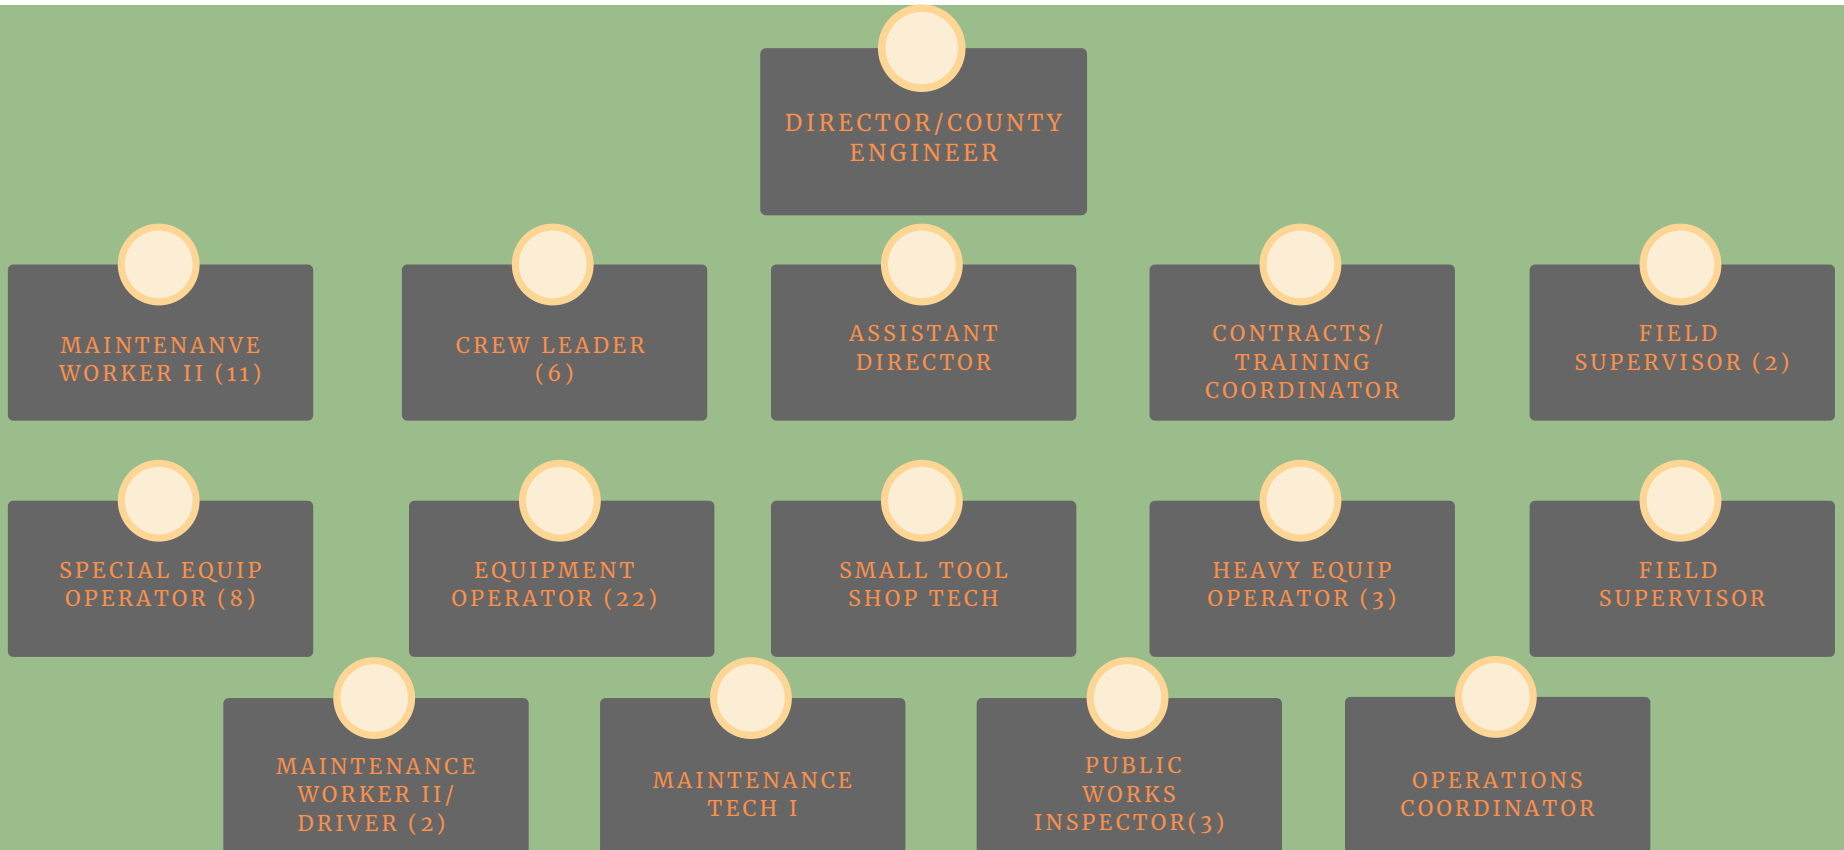 DIRECTOR/COUNTY
ENGINEER
MAINTENANVE
WORKER II (11)
CREW LEADER
(6)
ASSISTANT
DIRECTOR
CONTRACTS/
TRAINING
COORDINATOR
FIELD
SUPERVISOR (2)
SPECIAL EQUIP
OPERATOR (8)
EQUIPMENT
OPERATOR (22)
SMALL TOOL
SHOP TECH
HEAVY EQUIP
OPERATOR (3)
FIELD
SUPERVISOR
MAINTENANCE
WORKER II/
DRIVER (2)
MAINTENANCE
TECH I
PUBLIC
WORKS
INSPECTOR(3)
OPERATIONS
COORDINATOR